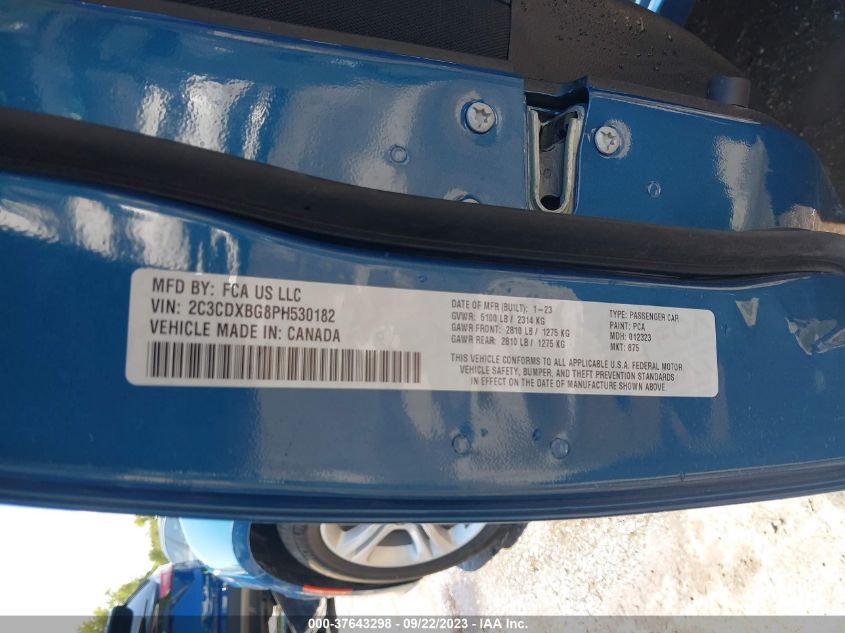 MFD BY: FCA US LLC
VIN: 2C3CDXBG8PH530182
VEHICLE MADE IN: CANADA
DATE OF MFR (BUILT): 1-23
GVWR: 5100 LB / 2314 KG
GAWR FRONT: 2810 LB / 1275 KG
GAWR REAR: 2810 LB / 1275 KG
TYPE: PASSENGER CAR
PAINT: PCA
MDH: 012323
MKT: 875
THIS VEHICLE CONFORMS TO ALL APPLICABLE U.S.A. FEDERAL MOTOR
VEHICLE SAFETY, BUMPER, AND THEFT PREVENTION STANDARDS
IN EFFECT ON THE DATE OF MANUFACTURE SHOWN ABOVE.
000-37643298 - 09/22/2023 - IAA Inc.